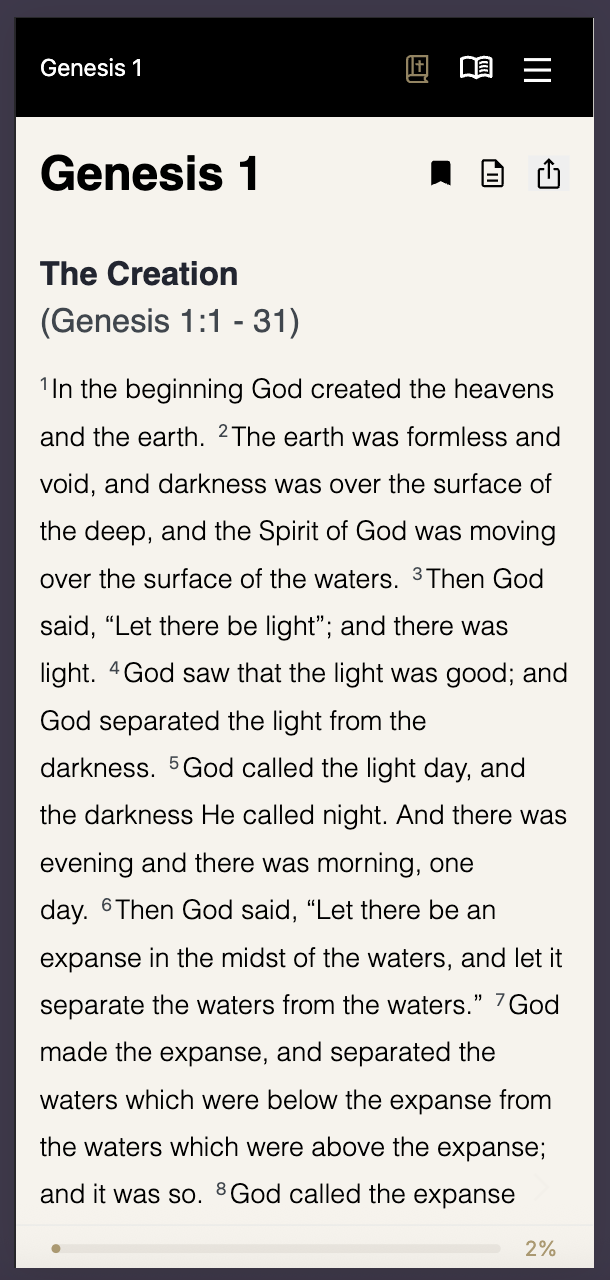 Genesis 1
Genesis 1
The Creation
(Genesis 1:1 - 31)
1 In the beginning God created the heavens
and the earth. 2 The earth was formless and
void, and darkness was over the surface of
the deep, and the Spirit of God was moving
over the surface of the waters. 3 Then God
said, “Let there be light”; and there was
light. 4 God saw that the light was good; and
God separated the light from the
darkness. 5 God called the light day, and
the darkness He called night. And there was
evening and there was morning, one
day. 6 Then God said, “Let there be an
expanse in the midst of the waters, and let it
separate the waters from the waters.” 7 God
made the expanse, and separated the
waters which were below the expanse from
the waters which were above the expanse;
and it was so. 8 God called the expanse
2%